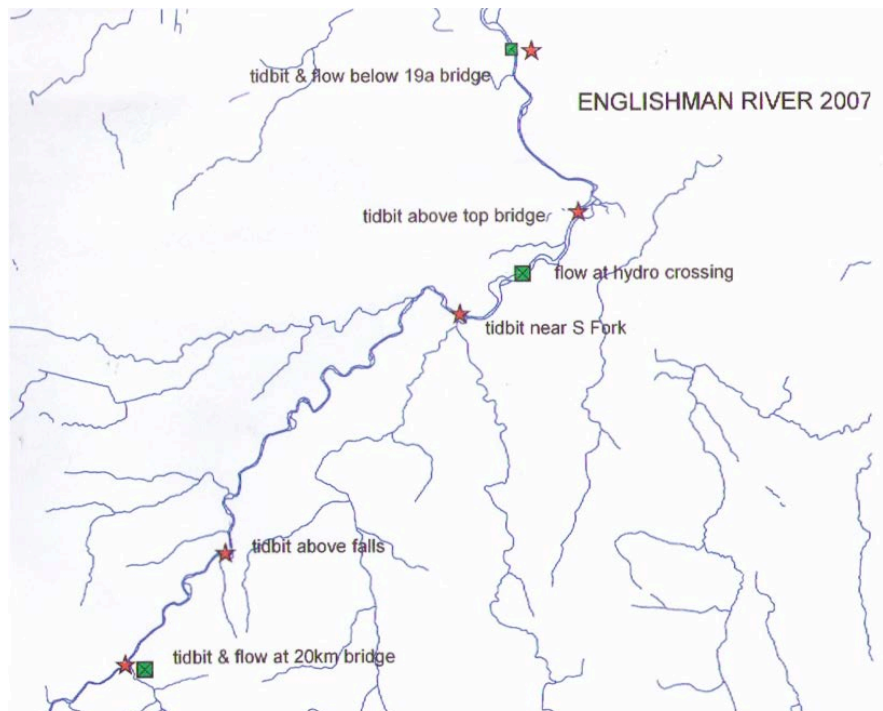 tidbit & flow below 19a bridge
ENGLISHMAN RIVER 2007
tidbit above top bridge
flow at hydro crossing
tidbit near S Fork
tidbit above falls
tidbit & flow at 20km bridge